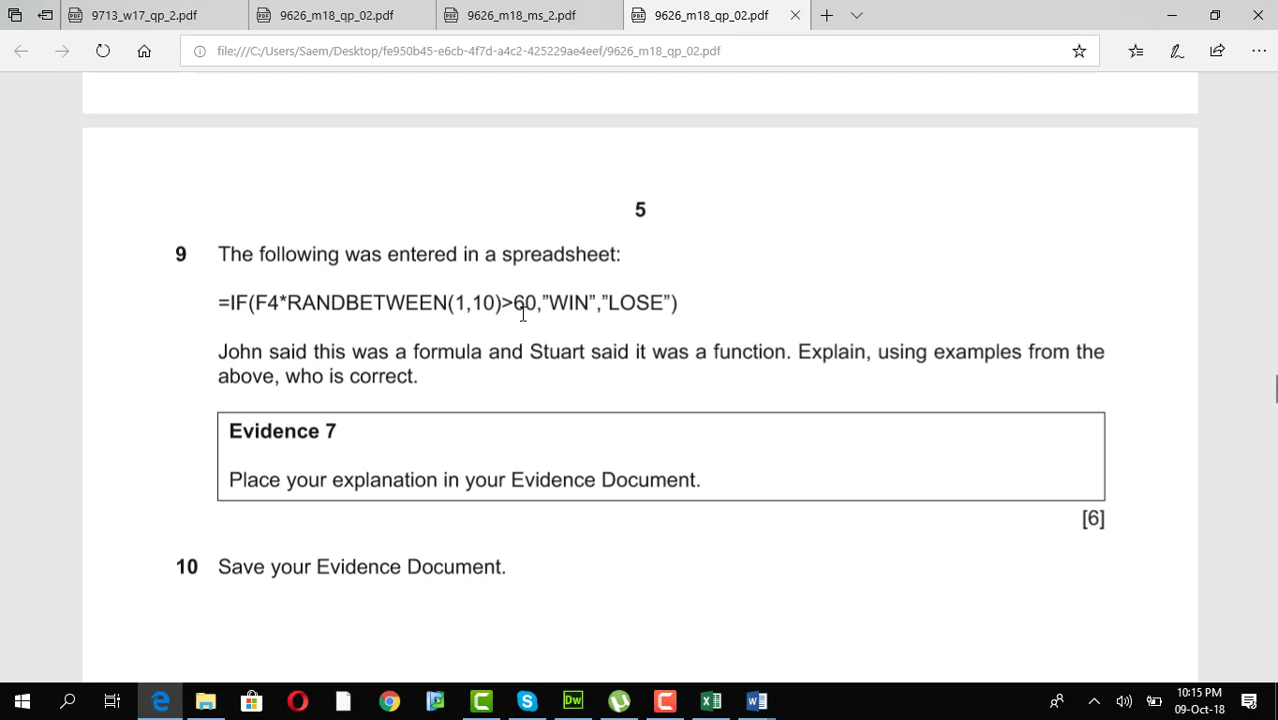 9713_w17_qp_2.pdf
9626_m18_qp_02.pdf
9626_m18_ms_2.pdf
9626_m18_qp_02.pdf
file:///C:/Users/Saem/Desktop/fe950b45-e6cb-4f7d-a4c2-425229ae4eef/9626_m18_qp_02.pdf
5
9 The following was entered in a spreadsheet:
=IF(F4*RANDBETWEEN(1,10)>60,”WIN”,”LOSE”)
John said this was a formula and Stuart said it was a function. Explain, using examples from the
above, who is correct.
Evidence 7
Place your explanation in your Evidence Document.
[6]
10 Save your Evidence Document.
Dw
10:15 PM
09-Oct-18